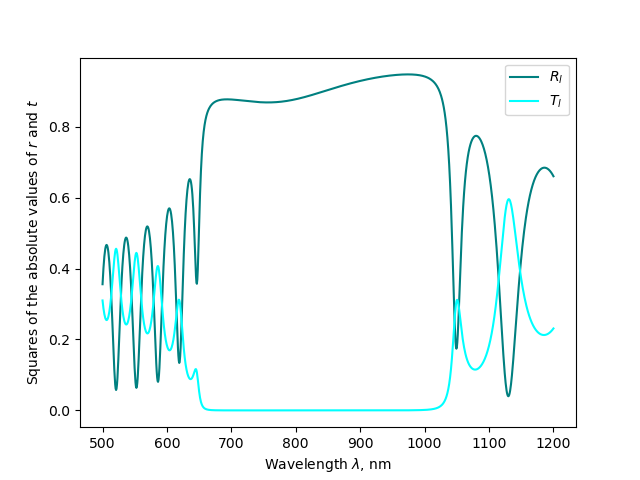 R_l
T_l
Squares of the absolute values of r and t
0.8
0.6
0.4
0.2
0.0
500 600 700 800 900 1000 1100 1200
Wavelength λ, nm